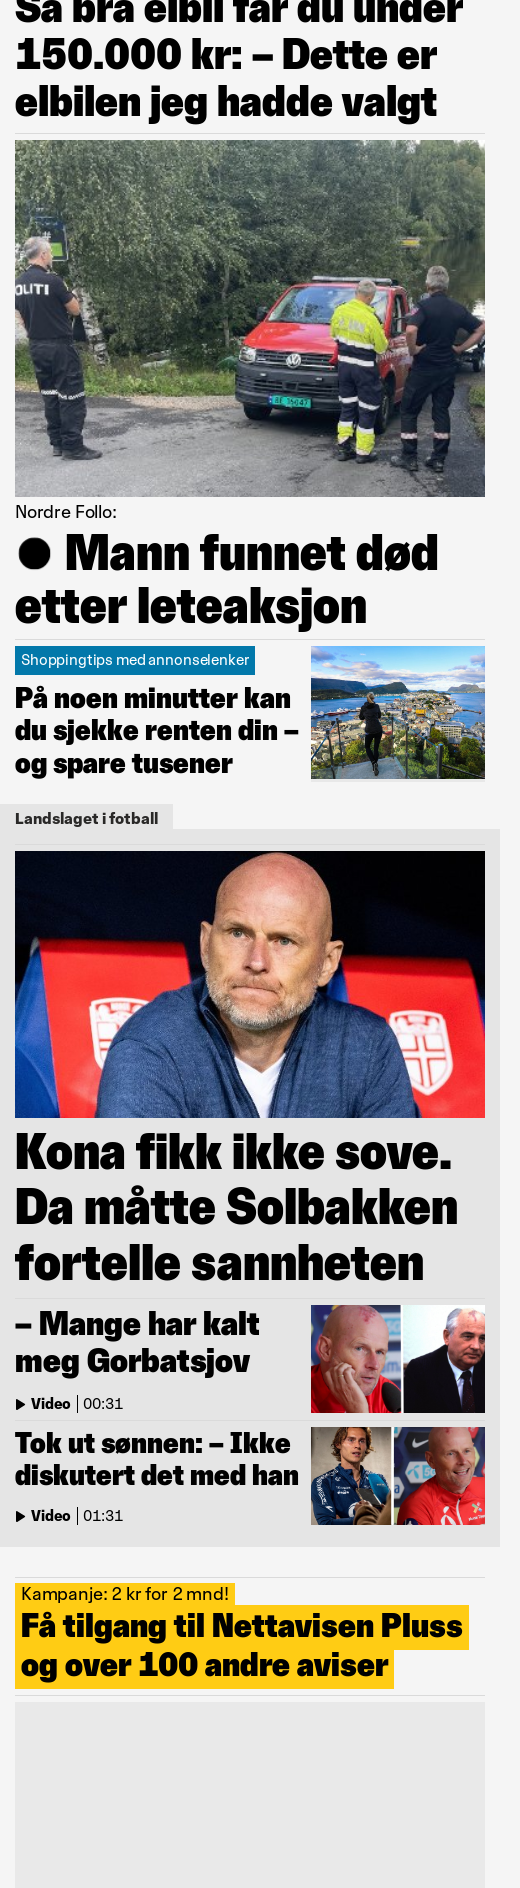 Så bra elbil får du under
150.000 kr: – Dette er
elbilen jeg hadde valgt
OLITI
BE 36047
Nordre Follo:
Mann funnet død
etter leteaksjon
Shoppingtips med annonselenker
På noen minutter kan
du sjekke renten din –
og spare tusener
Landslaget i fotball
Kona fikk ikke sove.
Da måtte Solbakken
fortelle sannheten
– Mange har kalt
meg Gorbatsjov
Video | 00:31
Tok ut sønnen: – Ikke
diskutert det med han
Video | 01:31
Kampanje: 2 kr for 2 mnd!
Få tilgang til Nettavisen Pluss
og over 100 andre aviser